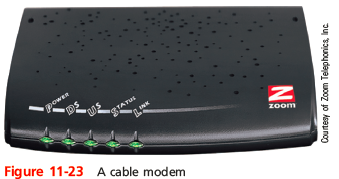 POWER DS US STATUS LINK
Z
zoom
Courtesy of Zoom Telephonics, Inc.
Figure 11-23 A cable modem